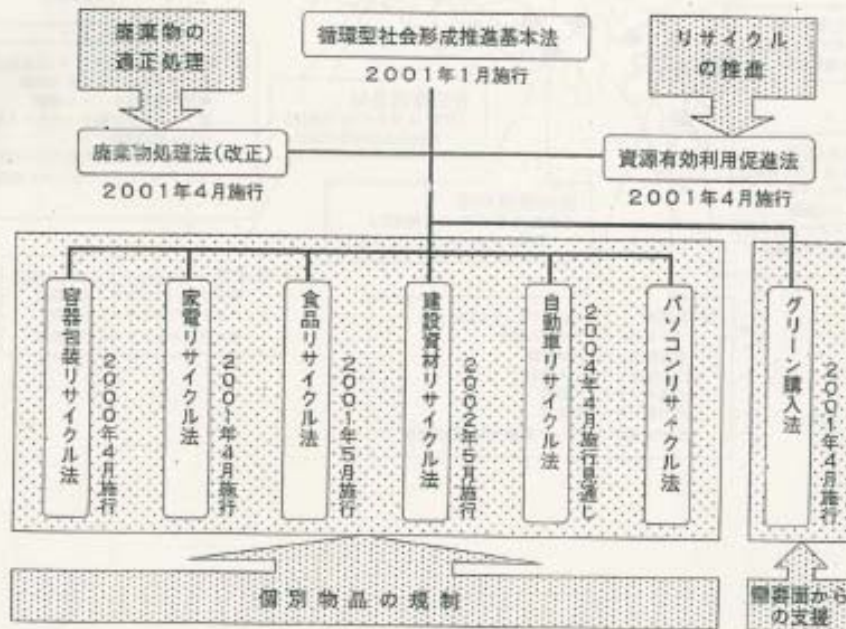 廃棄物の
適正処理
循環型社会形成推進基本法
2001年1月施行
リサイクル
の推進
廃棄物処理法(改正)
2001年4月施行
資源有効利用促進法
2001年4月施行
容器包装リサイクル法
2000年4月施行
家電リサイクル法
2001年4月施行
食品リサイクル法
2001年5月施行
建設資材リサイクル法
2002年5月施行
自動車リサイクル法
2004年4月施行見通し
パソコンリサイクル法
グリーン購入法
2001年4月施行
個別物品の規制
需要面から
の支援